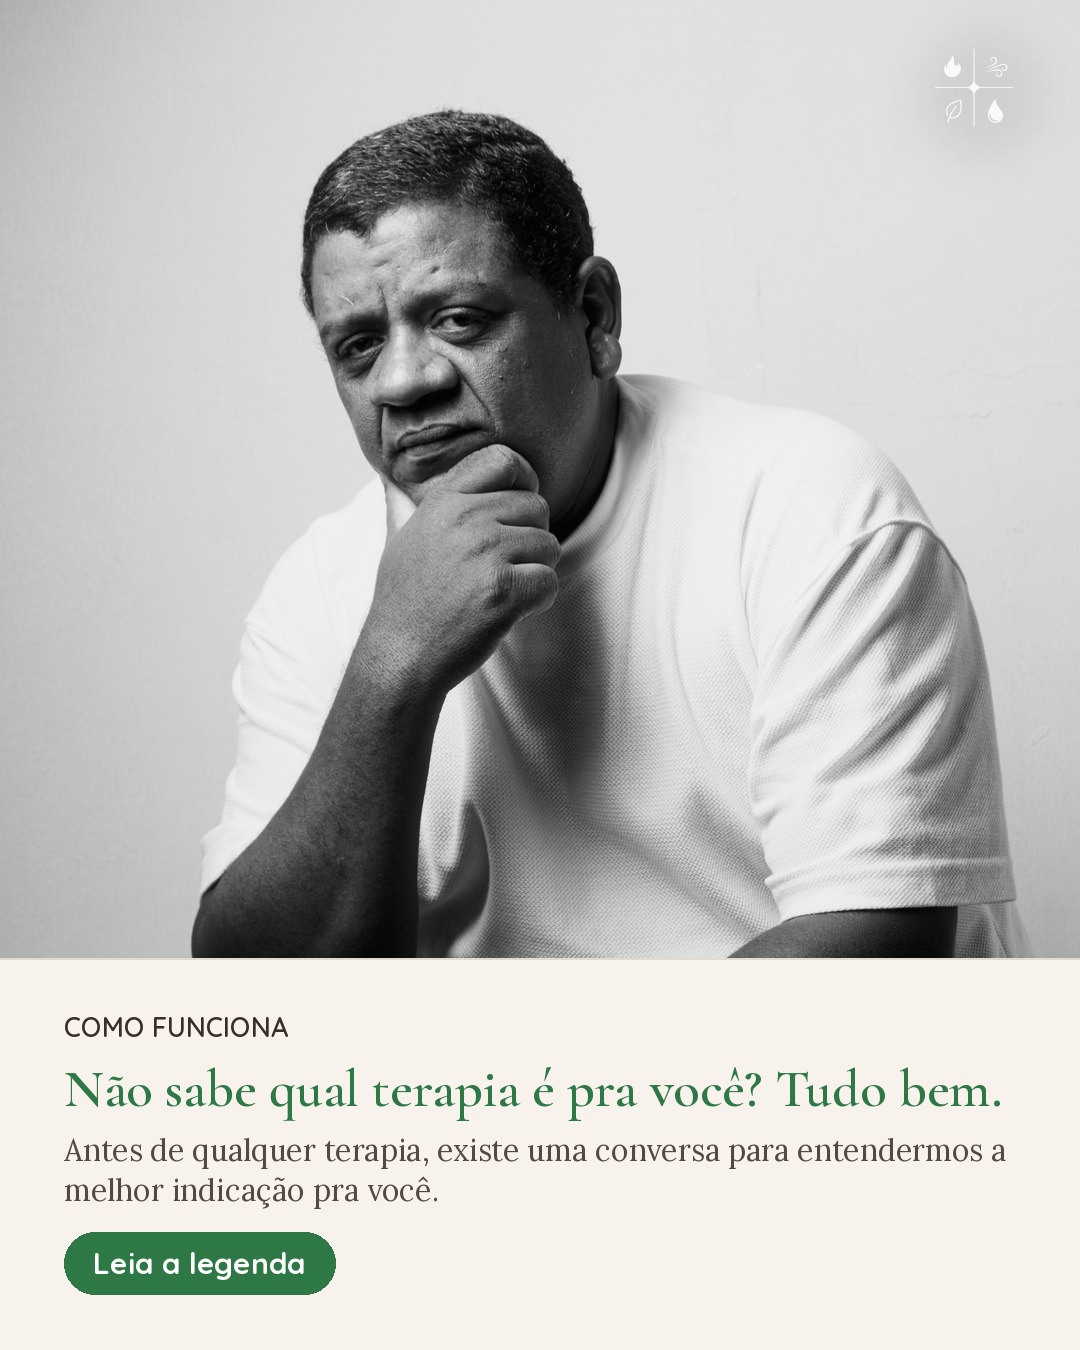 COMO FUNCIONA
Não sabe qual terapia é pra você? Tudo bem.
Antes de qualquer terapia, existe uma conversa para entendermos a
melhor indicação pra você.
Leia a legenda